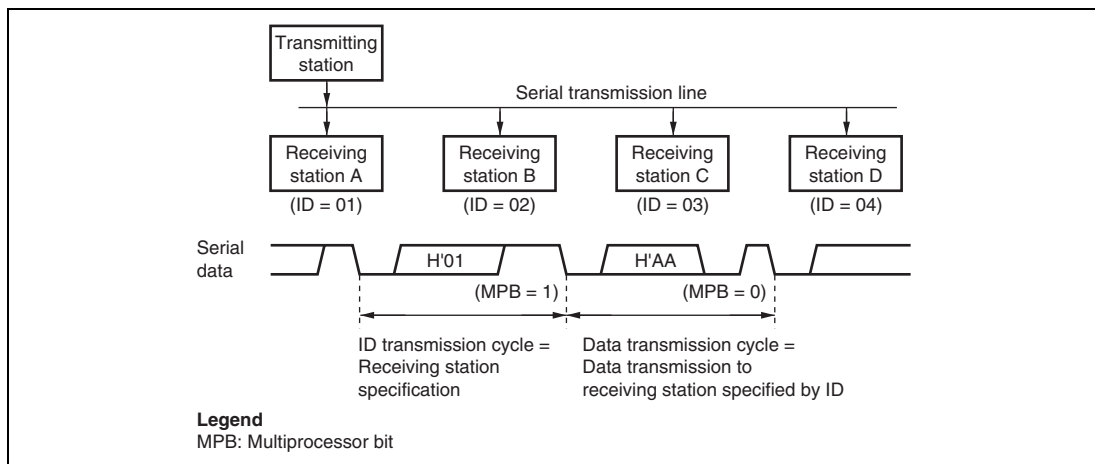 Transmitting
station
Serial transmission line
Receiving
station A
Receiving
station B
Receiving
station C
Receiving
station D
(ID = 01)
(ID = 02)
(ID = 03)
(ID = 04)
Serial
data
H'01
H'AA
(MPB = 1)
(MPB = 0)
ID transmission cycle =
Receiving station
specification
Data transmission cycle =
Data transmission to
receiving station specified by ID
Legend
MPB: Multiprocessor bit